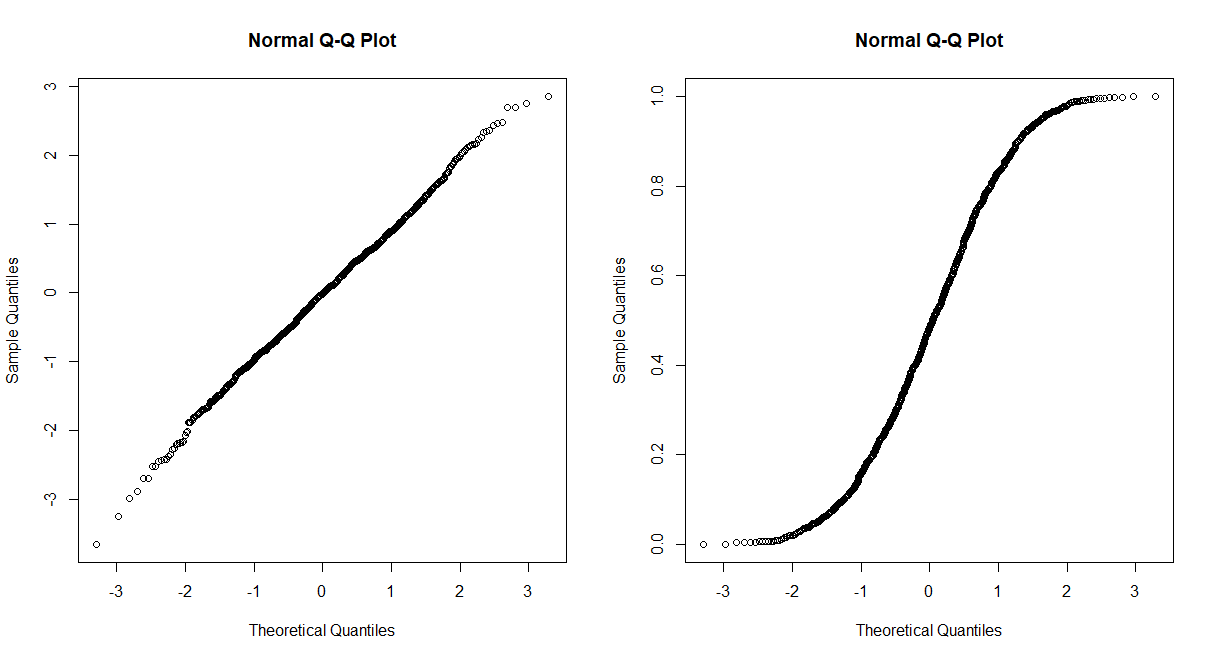 Normal Q-Q Plot
Sample Quantiles
3
2
1
0
-1
-2
-3
-3 -2 -1 0 1 2 3
Theoretical Quantiles
Normal Q-Q Plot
Sample Quantiles
1.0
0.8
0.6
0.4
0.2
0.0
-3 -2 -1 0 1 2 3
Theoretical Quantiles